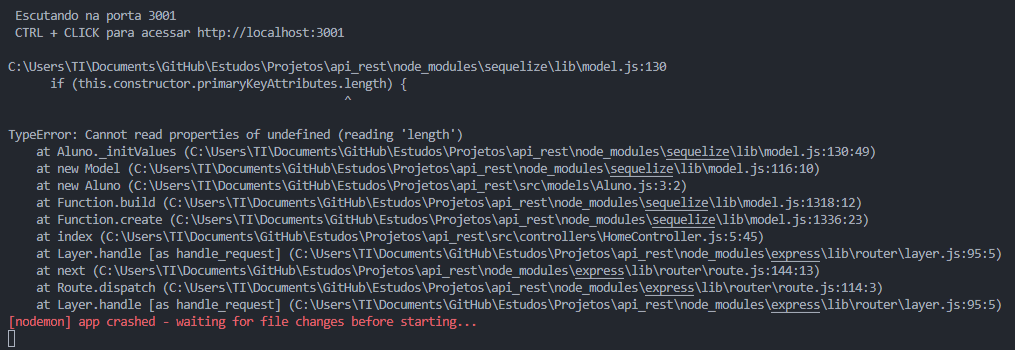 Escutando na porta 3001
CTRL + CLICK para acessar http://localhost:3001
C:\Users\TI\Documents\GitHub\Estudos\Projetos\api_rest\node_modules\sequelize\lib\model.js:130
if (this.constructor.primaryKeyAttributes.length) {
^
TypeError: Cannot read properties of undefined (reading 'length')
at Aluno._initValues (C:\Users\TI\Documents\GitHub\Estudos\Projetos\api_rest\node_modules\sequelize\lib\model.js:130:49)
at new Model (C:\Users\TI\Documents\GitHub\Estudos\Projetos\api_rest\node_modules\sequelize\lib\model.js:116:10)
at new Aluno (C:\Users\TI\Documents\GitHub\Estudos\Projetos\api_rest\src\models\Aluno.js:3:2)
at Function.build (C:\Users\TI\Documents\GitHub\Estudos\Projetos\api_rest\node_modules\sequelize\lib\model.js:1318:12)
at Function.create (C:\Users\TI\Documents\GitHub\Estudos\Projetos\api_rest\node_modules\sequelize\lib\model.js:1336:23)
at index (C:\Users\TI\Documents\GitHub\Estudos\Projetos\api_rest\src\controllers\HomeController.js:5:45)
at Layer.handle [as handle_request] (C:\Users\TI\Documents\GitHub\Estudos\Projetos\api_rest\node_modules\express\lib\router\layer.js:95:5)
at next (C:\Users\TI\Documents\GitHub\Estudos\Projetos\api_rest\node_modules\express\lib\router\route.js:144:13)
at Route.dispatch (C:\Users\TI\Documents\GitHub\Estudos\Projetos\api_rest\node_modules\express\lib\router\route.js:114:3)
at Layer.handle [as handle_request] (C:\Users\TI\Documents\GitHub\Estudos\Projetos\api_rest\node_modules\express\lib\router\layer.js:95:5)
[nodemon] app crashed - waiting for file changes before starting...